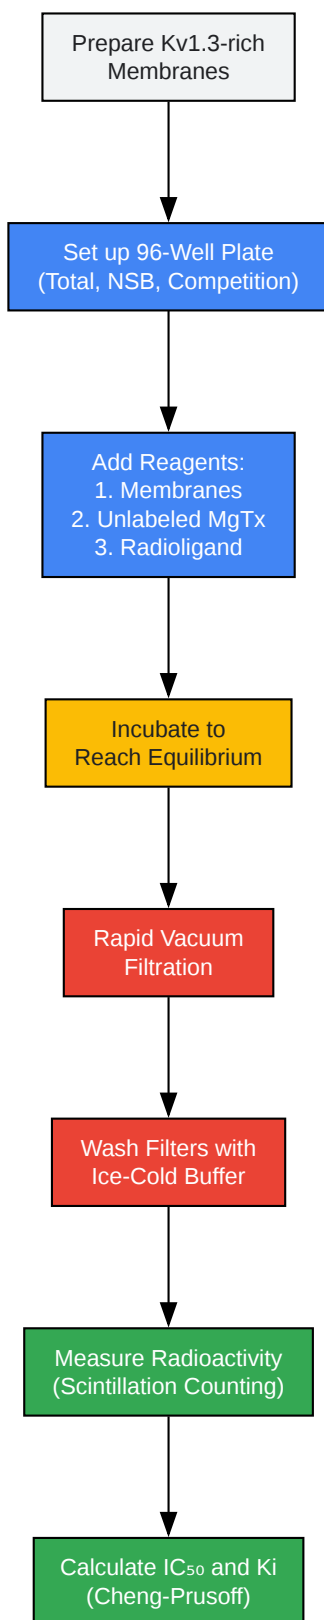 Prepare Kv1.3-rich
Membranes
Set up 96-Well Plate
(Total, NSB, Competition)
Add Reagents:
1. Membranes
2. Unlabeled MgTx
3. Radioligand
Incubate to
Reach Equilibrium
Rapid Vacuum
Filtration
Wash Filters with
Ice-Cold Buffer
Measure Radioactivity
(Scintillation Counting)
Calculate IC₅₀ and Ki
(Cheng-Prusoff)